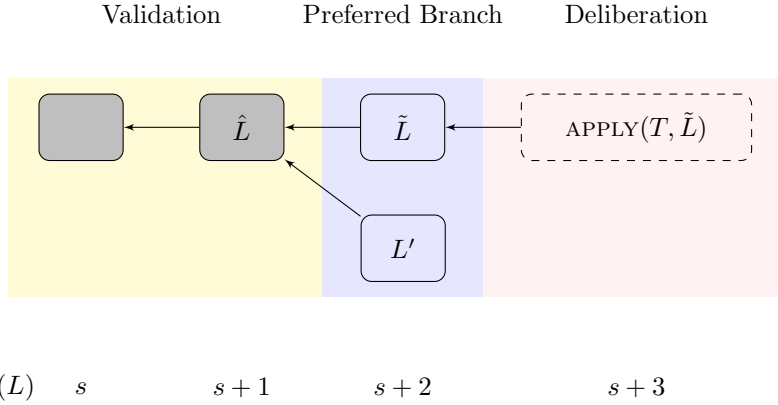 Validation Preferred Branch Deliberation
L̂ L̃ APPLY(T, L̃)
L′
(L) s s + 1 s + 2 s + 3